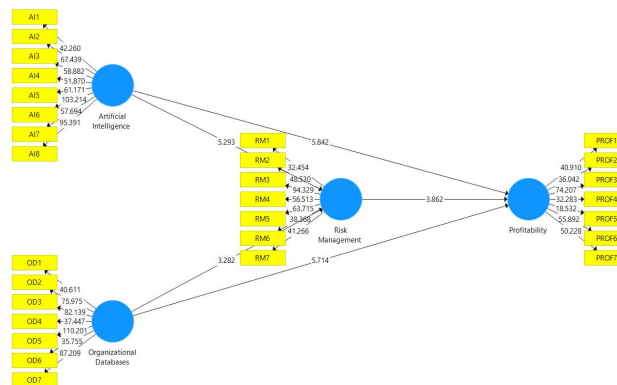 AI1
AI2
AI3
AI4
AI5
AI6
AI7
AI8
42.260
67.439
58.882
51.870
61.171
103.214
57.694
95.391
Artificial
Intelligence
5.293
5.842
RM1
RM2
RM3
RM4
RM5
RM6
RM7
32.454
48.530
94.329
56.513
63.715
38.368
41.266
Risk
Management
3.862
PROF1
PROF2
PROF3
PROF4
PROF5
PROF6
PROF7
40.910
36.042
74.207
32.283
18.532
55.892
50.228
Profitability
3.282
5.714
OD1
OD2
OD3
OD4
OD5
OD6
OD7
40.611
75.975
82.139
37.447
110.201
35.755
87.209
Organizational
Databases